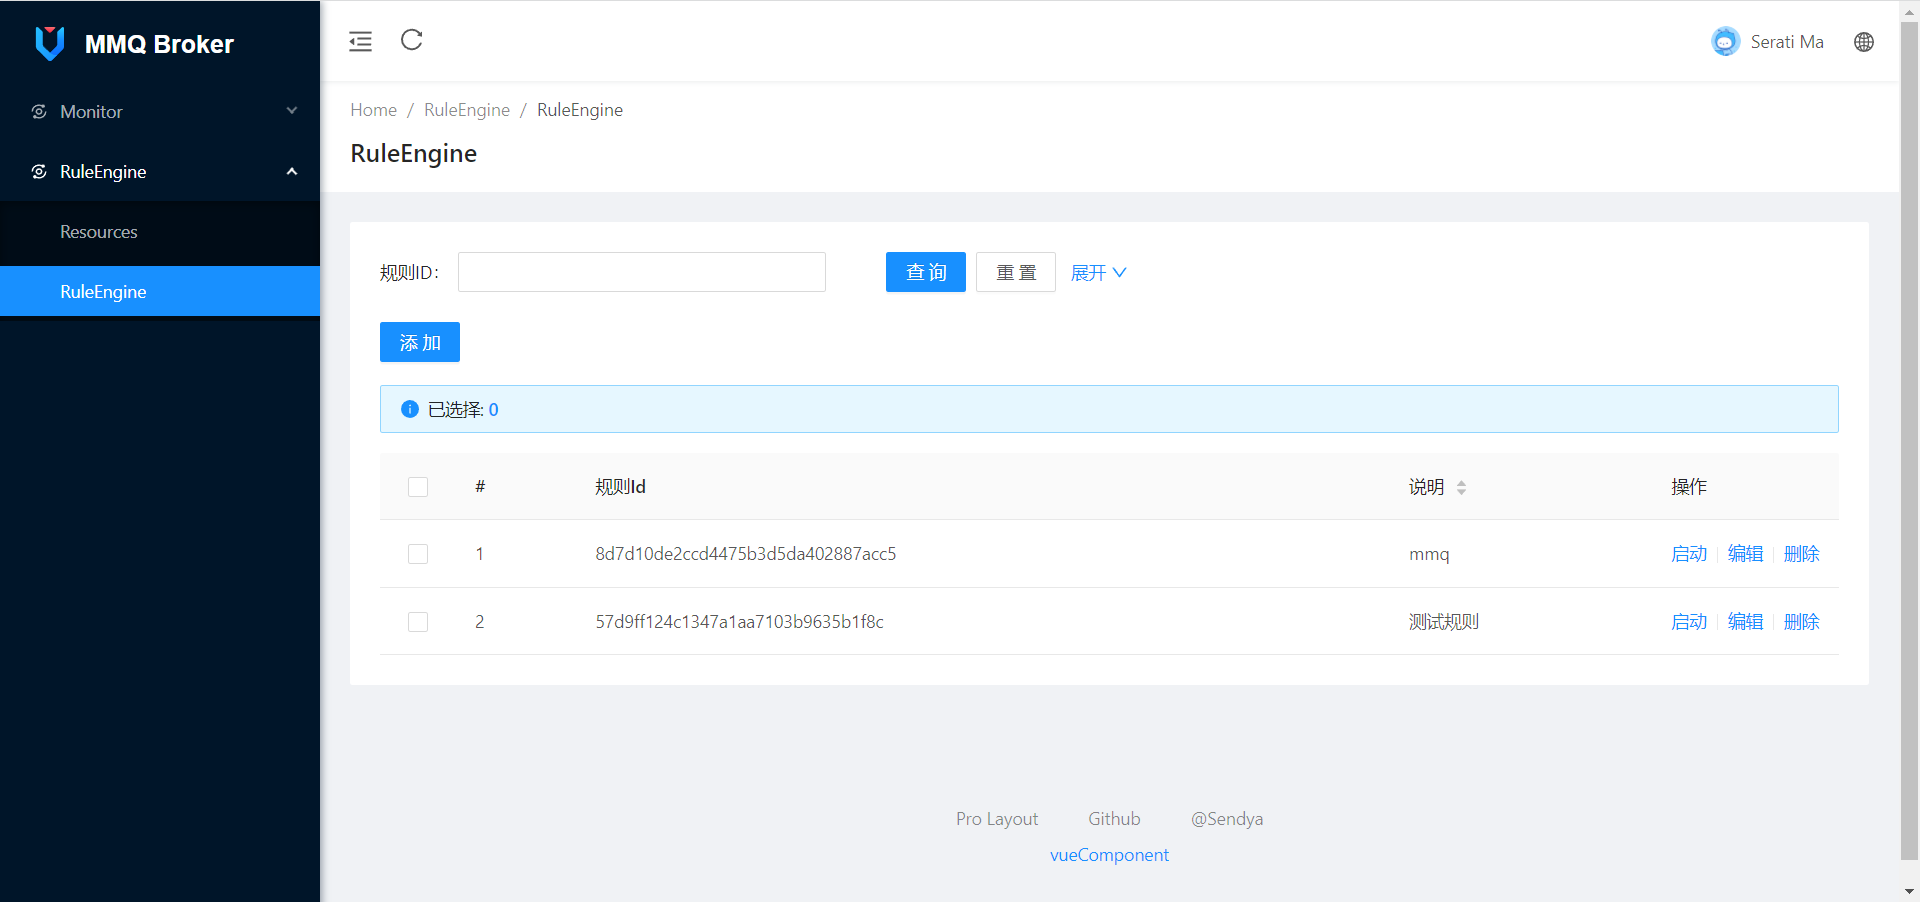 MMQ Broker
Serati Ma
Monitor
RuleEngine
Resources
RuleEngine
Home / RuleEngine / RuleEngine
RuleEngine
规则ID: 查询 重置 展开
添加
已选择: 0
# 规则Id 说明 操作
1 8d7d10de2ccd4475b3d5da402887acc5 mmq 启动 编辑 删除
2 57d9ff124c1347a1aa7103b9635b1f8c 测试规则 启动 编辑 删除
Pro Layout Github @Sendya
vueComponent